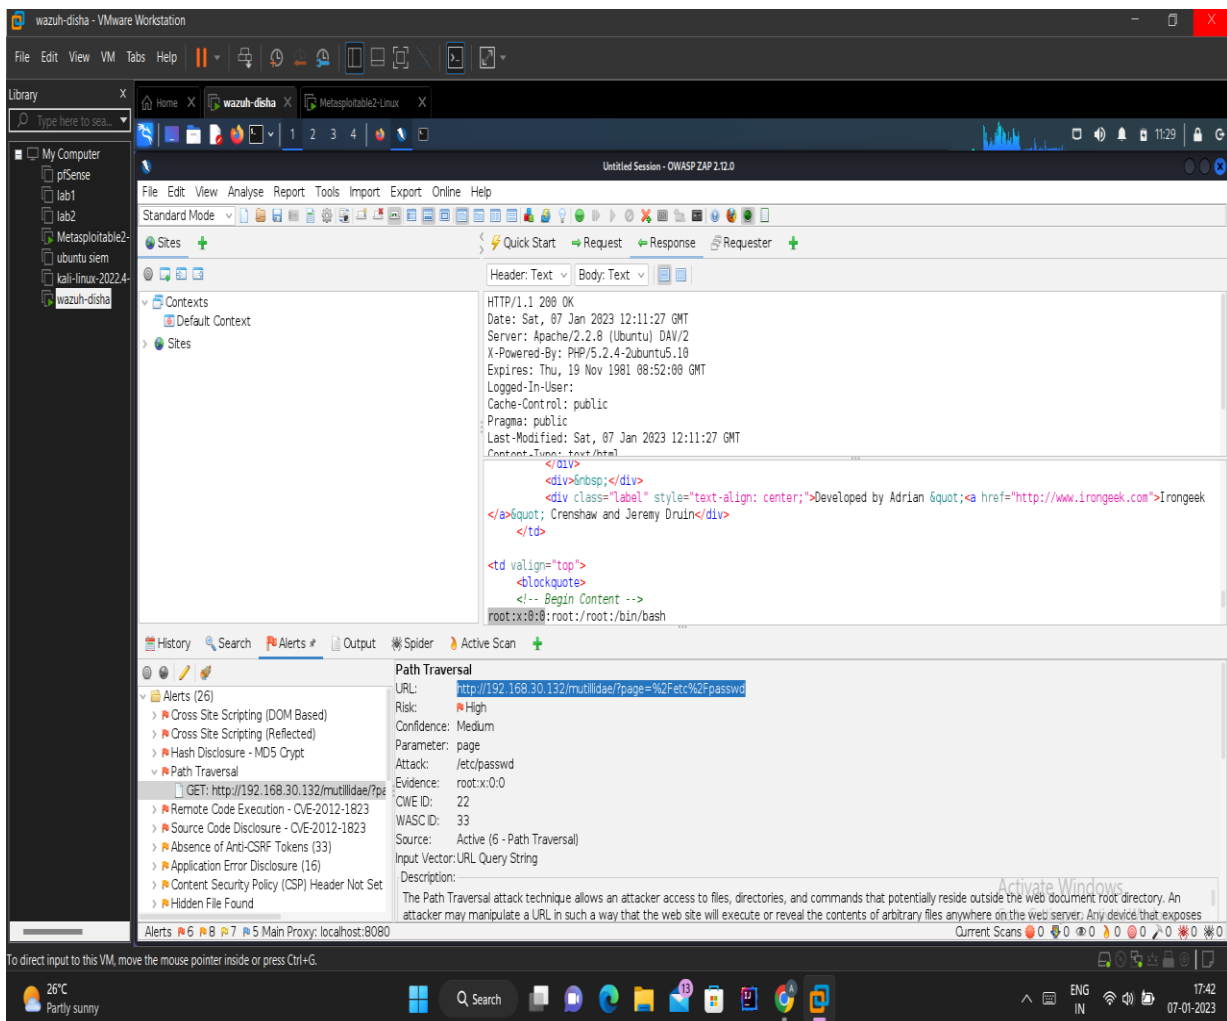 wazuh-disha - VMware Workstation
File Edit View VM Tabs Help
Library X
Type here to sea...
Home X wazuh-disha X Metasploitable2-Linux X
1 2 3 4
11:29
My Computer
pfSense
lab1
lab2
Metasploitable2-
ubuntu siem
kali-linux-2022.4-
wazuh-disha
Untitled Session - OWASP ZAP 2.12.0
File Edit View Analyse Report Tools Import Export Online Help
Standard Mode
Sites
Quick Start Request Response Requester
Header: Text Body: Text
Contexts
Default Context
Sites
HTTP/1.1 200 OK
Date: Sat, 07 Jan 2023 12:11:27 GMT
Server: Apache/2.2.8 (Ubuntu) DAV/2
X-Powered-By: PHP/5.2.4-2ubuntu5.10
Expires: Thu, 19 Nov 1981 08:52:00 GMT
Logged-In-User:
Cache-Control: public
Pragma: public
Last-Modified: Sat, 07 Jan 2023 12:11:27 GMT
Content-Type: text/html
</div>
<div>&nbsp;</div>
<div class="label" style="text-align: center;">Developed by Adrian &quot;<a href="http://www.irongeek.com">Irongeek
</a>&quot; Crenshaw and Jeremy Druin</div>
</td>
<td valign="top">
<blockquote>
<!-- Begin Content -->
root:x:0:0:root:/root:/bin/bash
History Search Alerts Output Spider Active Scan
Alerts (26)
Cross Site Scripting (DOM Based)
Cross Site Scripting (Reflected)
Hash Disclosure - MD5 Crypt
Path Traversal
GET: http://192.168.30.132/mutillidae/?pa
Remote Code Execution - CVE-2012-1823
Source Code Disclosure - CVE-2012-1823
Absence of Anti-CSRF Tokens (33)
Application Error Disclosure (16)
Content Security Policy (CSP) Header Not Set
Hidden File Found
Path Traversal
URL: http://192.168.30.132/mutillidae/?page=%2Fetc%2Fpasswd
Risk: High
Confidence: Medium
Parameter: page
Attack: /etc/passwd
Evidence: root:x:0:0
CWE ID: 22
WASC ID: 33
Source: Active (6 - Path Traversal)
Input Vector: URL Query String
Description:
The Path Traversal attack technique allows an attacker access to files, directories, and commands that potentially reside outside the web document root directory. An
attacker may manipulate a URL in such a way that the web site will execute or reveal the contents of arbitrary files anywhere on the web server. Any device that exposes
Activate Windows
Alerts 6 8 7 5 Main Proxy: localhost:8080
Current Scans 0 0 0 0 0 0 0 0
To direct input to this VM, move the mouse pointer inside or press Ctrl+G.
26°C
Partly sunny
Search
13
ENG
IN
17:42
07-01-2023